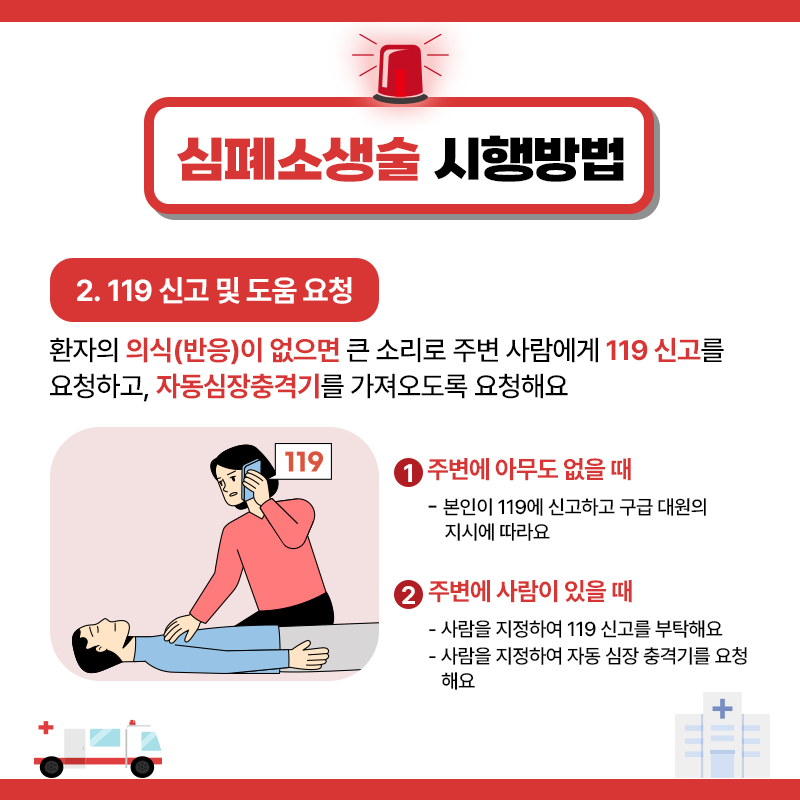 심폐소생술 시행방법
2. 119 신고 및 도움 요청
환자의 의식(반응)이 없으면 큰 소리로 주변 사람에게 119 신고를
요청하고, 자동심장충격기를 가져오도록 요청해요
119
1 주변에 아무도 없을 때
- 본인이 119에 신고하고 구급 대원의
지시에 따라요
2 주변에 사람이 있을 때
- 사람을 지정하여 119 신고를 부탁해요
- 사람을 지정하여 자동 심장 충격기를 요청
해요